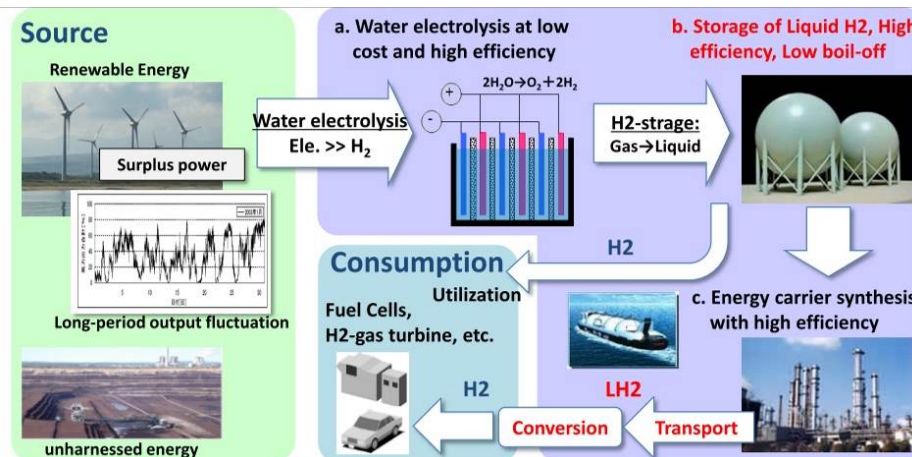 Source
Renewable Energy
Surplus power
Long-period output fluctuation
unharnessed energy
Water electrolysis
Ele. >> H₂
a. Water electrolysis at low
cost and high efficiency
2H₂O→O₂+2H₂
+
-
H2-strage:
Gas→Liquid
b. Storage of Liquid H2, High
efficiency, Low boil-off
H2
c. Energy carrier synthesis
with high efficiency
Transport
LH2
Conversion
H2
Consumption
Utilization
Fuel Cells,
H2-gas turbine, etc.